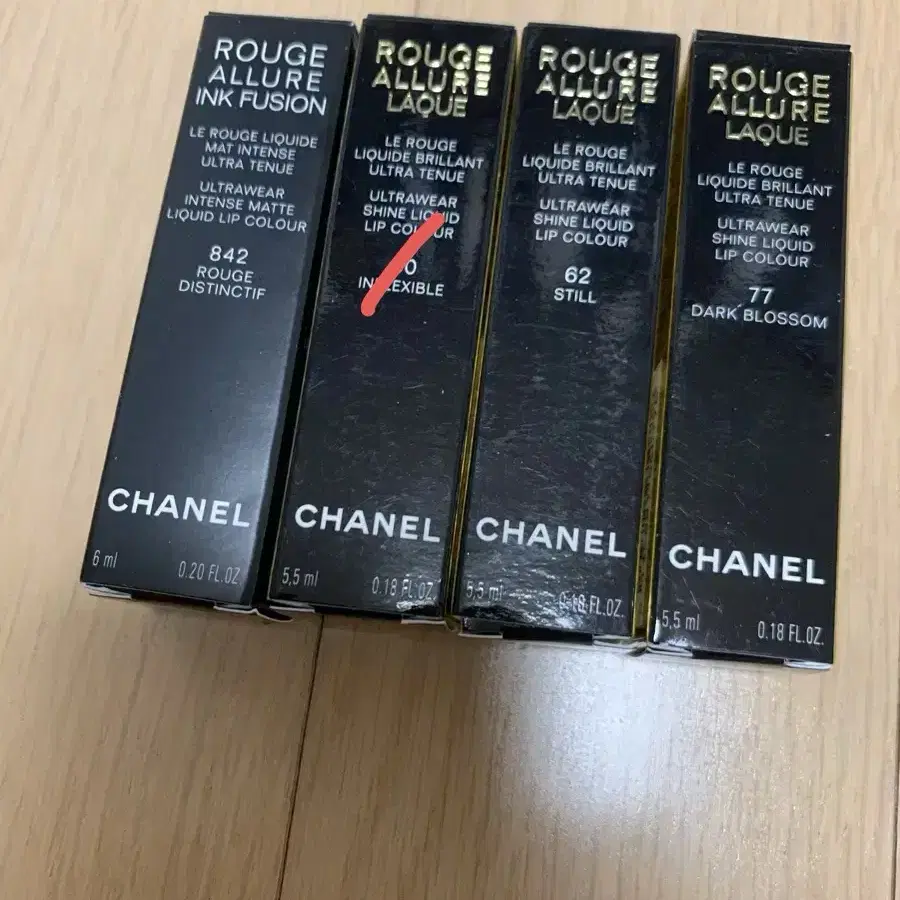 ROUGE
ALLURE
INK FUSION
LE ROUGE LIQUIDE
MAT INTENSE
ULTRA TENUE
ULTRAWEAR
INTENSE MATTE
LIQUID LIP COLOUR
842
ROUGE
DISTINCTIF
CHANEL
6 ml
0.20 FL.OZ.
ROUGE
ALLURE
LAQUE
LE ROUGE
LIQUIDE BRILLANT
ULTRA TENUE
ULTRAWEAR
SHINE LIQUID
LIP COLOUR
CHANEL
5,5 ml
0.18 FL.OZ.
ROUGE
ALLURE
LAQUE
LE ROUGE
LIQUIDE BRILLANT
ULTRA TENUE
ULTRAWEAR
SHINE LIQUID
LIP COLOUR
62
STILL
CHANEL
5,5 ml
0.18 FL.OZ.
ROUGE
ALLURE
LAQUE
LE ROUGE
LIQUIDE BRILLANT
ULTRA TENUE
ULTRAWEAR
SHINE LIQUID
LIP COLOUR
77
DARK BLOSSOM
CHANEL
5,5 ml
0.18 FL.OZ.